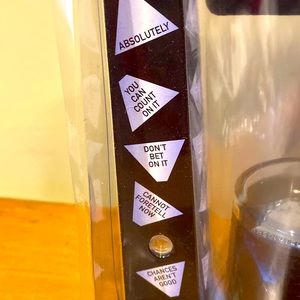 ABSOLUTELY
YOU
CAN
COUNT
ON IT
DON'T
BET
ON IT
CANNOT
FORETELL
NOW
CHANCES
AREN'T
GOOD